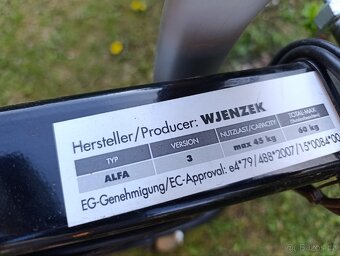 Hersteller/Producer: WJENZEK
TYP VERSION NUTZLAST/CAPACITY TOTAL-MAX
ALFA 3 max 45 kg 60 kg
EG-Genehmigung/EC-Approval: e4*79/488*2007/15*0084*00